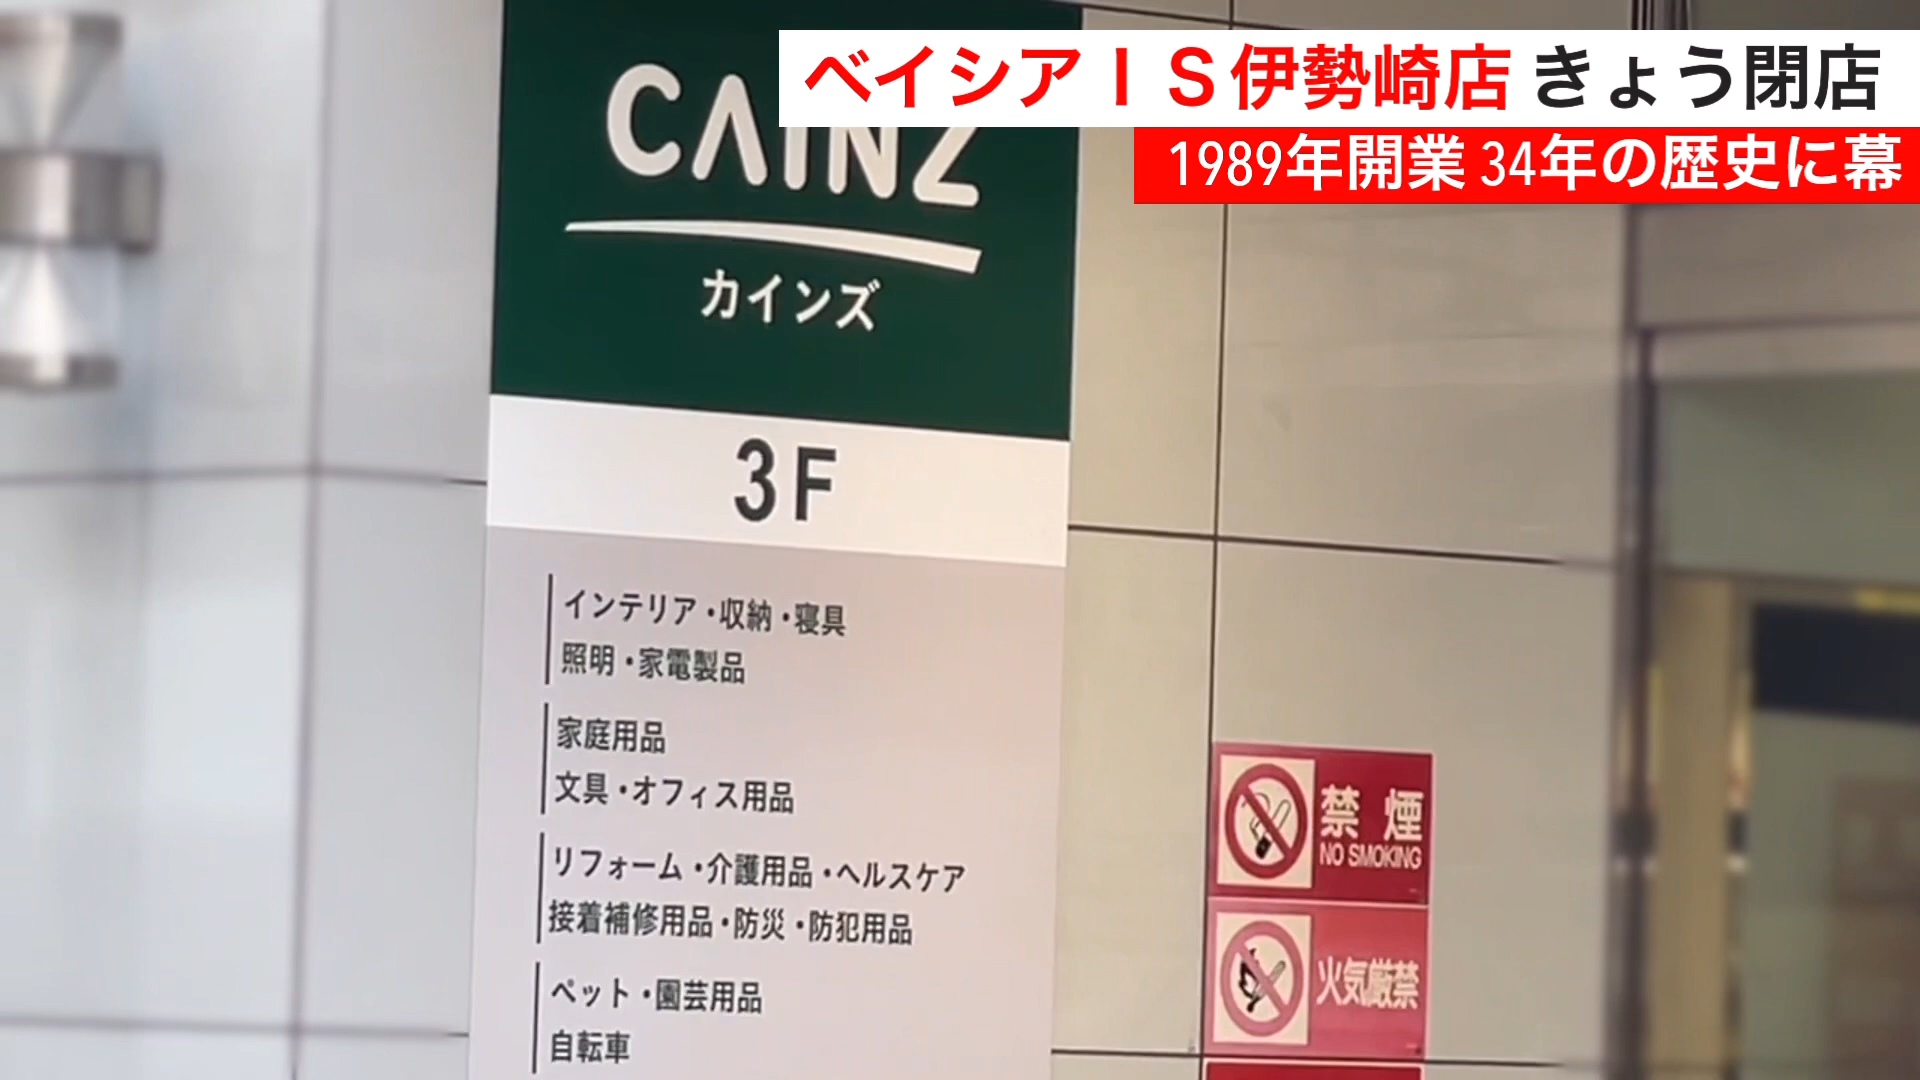 ベイシアＩＳ伊勢崎店 きょう閉店
1989年開業 34年の歴史に幕
CAINZ
カインズ
3F
インテリア・収納・寝具
照明・家電製品
家庭用品
文具・オフィス用品
リフォーム・介護用品・ヘルスケア
接着補修用品・防災・防犯用品
ペット・園芸用品
自転車
禁煙
NO SMOKING
火気厳禁